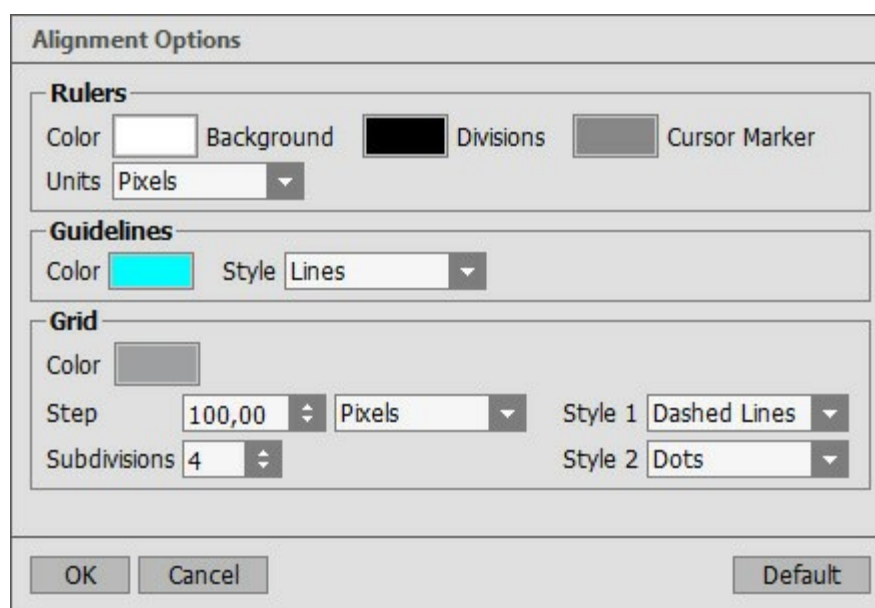 Alignment Options
Rulers
Color Background Divisions Cursor Marker
Units Pixels
Guidelines
Color Style Lines
Grid
Color
Step 100,00 Pixels Style 1 Dashed Lines
Subdivisions 4 Style 2 Dots
OK Cancel Default